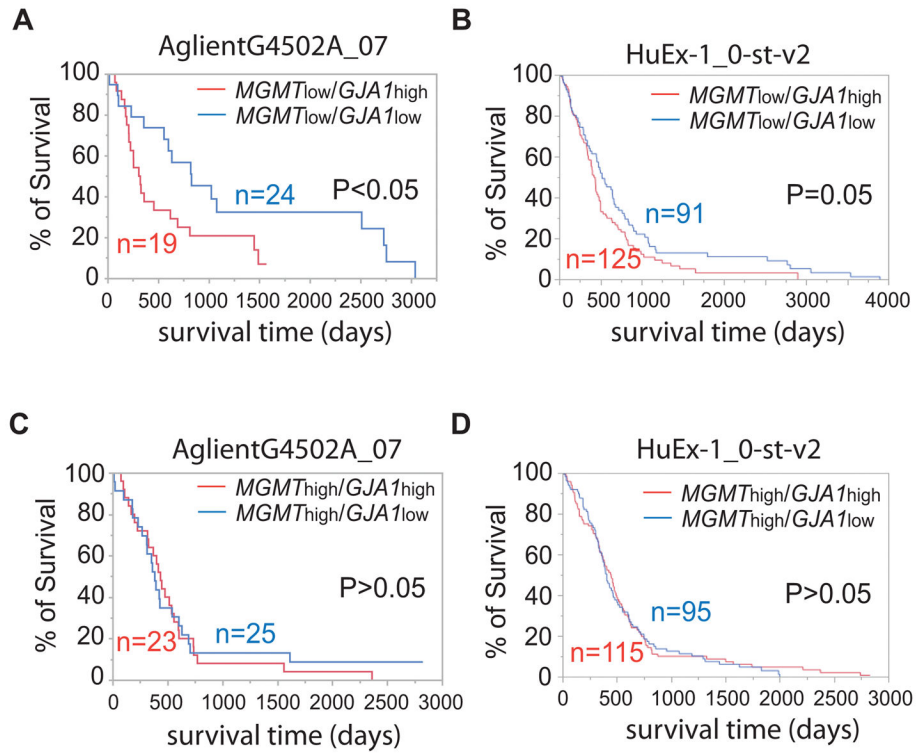 A
AglientG4502A_07
% of Survival
100
80
60
40
20
0
MGMTlow/GJA1high
MGMTlow/GJA1low
P<0.05
n=24
n=19
0 500 1000 1500 2000 2500 3000
survival time (days)
B
HuEx-1_0-st-v2
% of Survival
100
80
60
40
20
0
MGMTlow/GJA1high
MGMTlow/GJA1low
P=0.05
n=91
n=125
0 500 1000 2000 3000 4000
survival time (days)
C
AglientG4502A_07
% of Survival
100
80
60
40
20
0
MGMThigh/GJA1high
MGMThigh/GJA1low
P>0.05
n=23
n=25
0 500 1000 1500 2000 2500 3000
survival time (days)
D
HuEx-1_0-st-v2
% of Survival
100
80
60
40
20
0
MGMThigh/GJA1high
MGMThigh/GJA1low
P>0.05
n=95
n=115
0 500 1000 1500 2000 2500 3000
survival time (days)